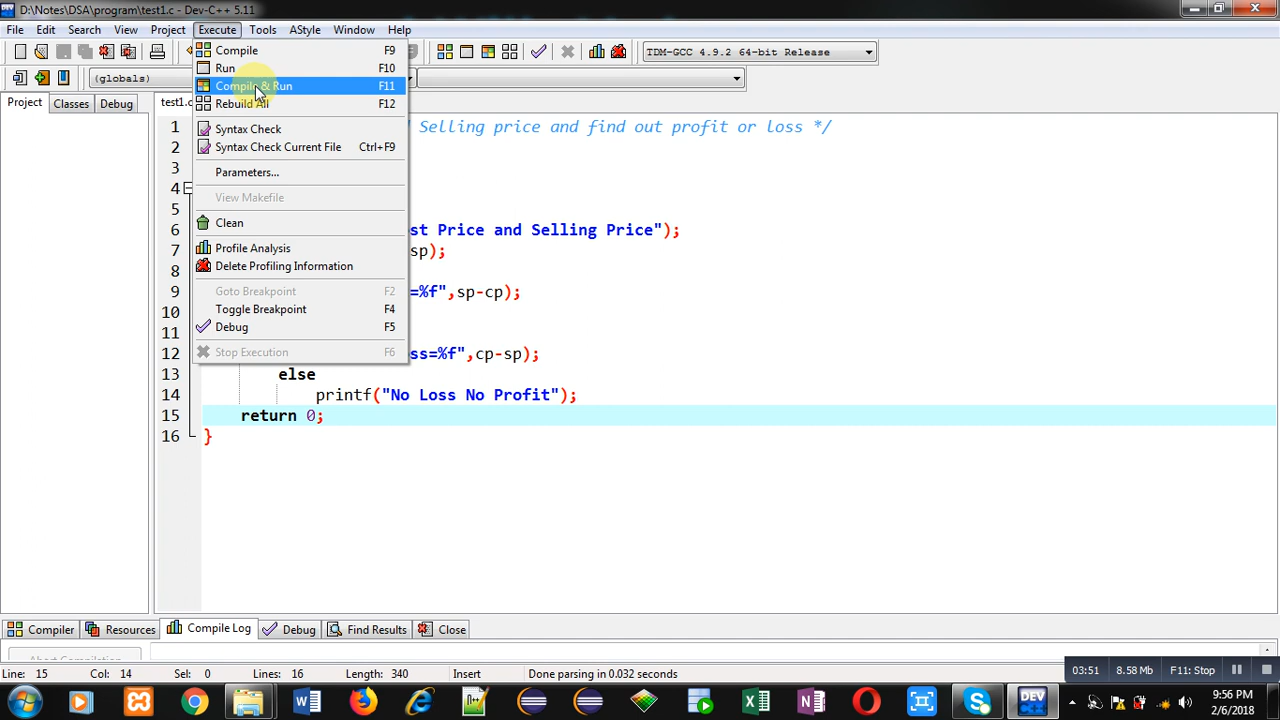 D:\Notes\DSA\program\test1.c - Dev-C++ 5.11
File Edit Search View Project Execute Tools AStyle Window Help
TDM-GCC 4.9.2 64-bit Release
(globals)
Project Classes Debug
test1.c
Compile F9
Run F10
Compile & Run F11
Rebuild All F12
Syntax Check
Syntax Check Current File Ctrl+F9
Parameters...
View Makefile
Clean
Profile Analysis
Delete Profiling Information
Goto Breakpoint F2
Toggle Breakpoint F4
Debug F5
Stop Execution F6
1 Selling price and find out profit or loss */
2
3
4
5
6 st Price and Selling Price");
7 sp);
8
9 =%f",sp-cp);
10
11
12 ss=%f",cp-sp);
13 else
14 printf("No Loss No Profit");
15 return 0;
16 }
Compiler Resources Compile Log Debug Find Results Close
Abort Compilation
Line: 15 Col: 14 Sel: 0 Lines: 16 Length: 340 Insert Done parsing in 0.032 seconds
03:51 8.58 Mb F11: Stop
DEV
9:56 PM
2/6/2018